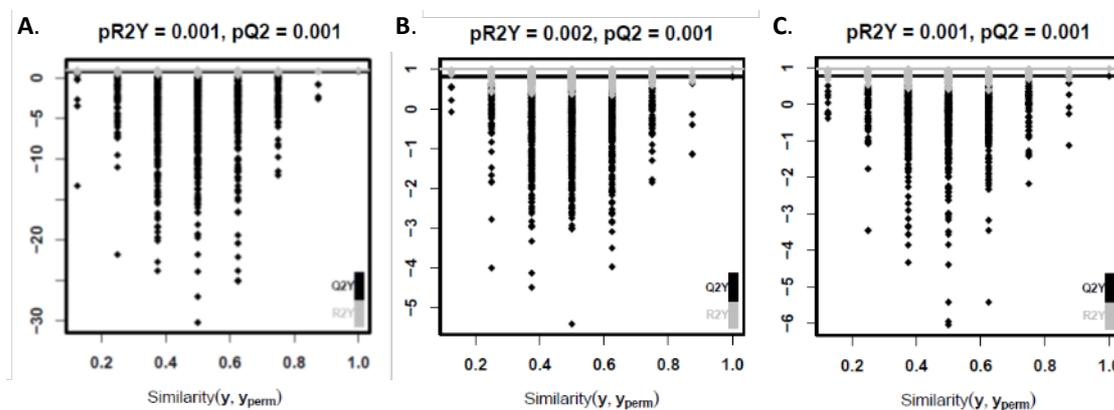 A.
pR2Y = 0.001, pQ2 = 0.001
0
−5
−10
−15
−20
−30
Q2Y
R2Y
0.2 0.4 0.6 0.8 1.0
Similarity(y, yperm)
B.
pR2Y = 0.002, pQ2 = 0.001
1
0
−1
−2
−3
−4
−5
Q2Y
R2Y
0.2 0.4 0.6 0.8 1.0
Similarity(y, yperm)
C.
pR2Y = 0.001, pQ2 = 0.001
1
0
−1
−2
−3
−4
−5
−6
Q2Y
R2Y
0.2 0.4 0.6 0.8 1.0
Similarity(y, yperm)